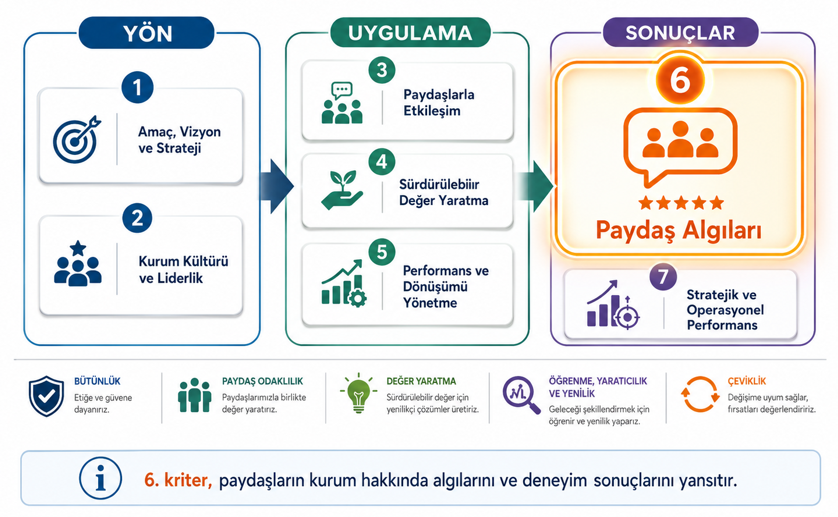 YÖN
1
Amaç, Vizyon
ve Strateji
2
Kurum Kültürü
ve Liderlik
UYGULAMA
3
Paydaşlarla
Etkileşim
4
Sürdürülebilir
Değer Yaratma
5
Performans ve
Dönüşümü
Yönetme
SONUÇLAR
6
Paydaş Algıları
7
Stratejik ve
Operasyonel
Performans
BÜTÜNLÜK
Etiğe ve güvene
dayanırız.
PAYDAŞ ODAKLILIK
Paydaşlarımızla birlikte
değer yaratırız.
DEĞER YARATMA
Sürdürülebilir değer için
yenilikçi çözümler üretiriz.
ÖĞRENME, YARATICILIK
VE YENİLİK
Geleceği şekillendirmek için
öğrenir ve yenilik yaparız.
ÇEVİKLİK
Değişime uyum sağlar,
fırsatları değerlendiririz.
i
6. kriter, paydaşların kurum hakkında algılarını ve deneyim sonuçlarını yansıtır.